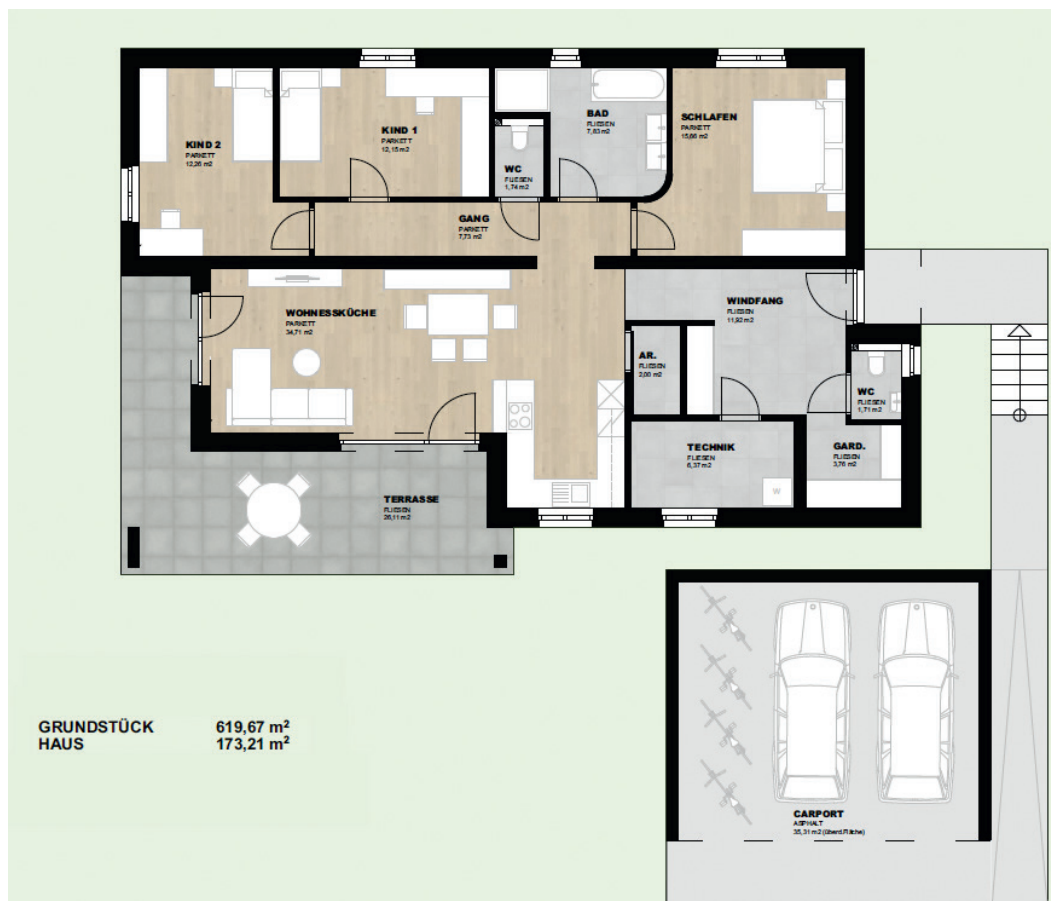 KIND 2
PARKETT
12,26 m2
KIND 1
PARKETT
12,15 m2
WC
FLIESEN
1,74 m2
BAD
FLIESEN
7,83 m2
SCHLAFEN
PARKETT
15,66 m2
GANG
PARKETT
7,73 m2
WOHNESSKÜCHE
PARKETT
34,71 m2
WINDFANG
FLIESEN
11,92 m2
AR.
FLIESEN
2,00 m2
WC
FLIESEN
1,71 m2
TECHNIK
FLIESEN
6,37 m2
W
GARD.
FLIESEN
3,76 m2
TERRASSE
FLIESEN
26,11 m2
GRUNDSTÜCK 619,67 m²
HAUS 173,21 m²
CARPORT
ASPHALT
35,31 m2 (überd.Fläche)